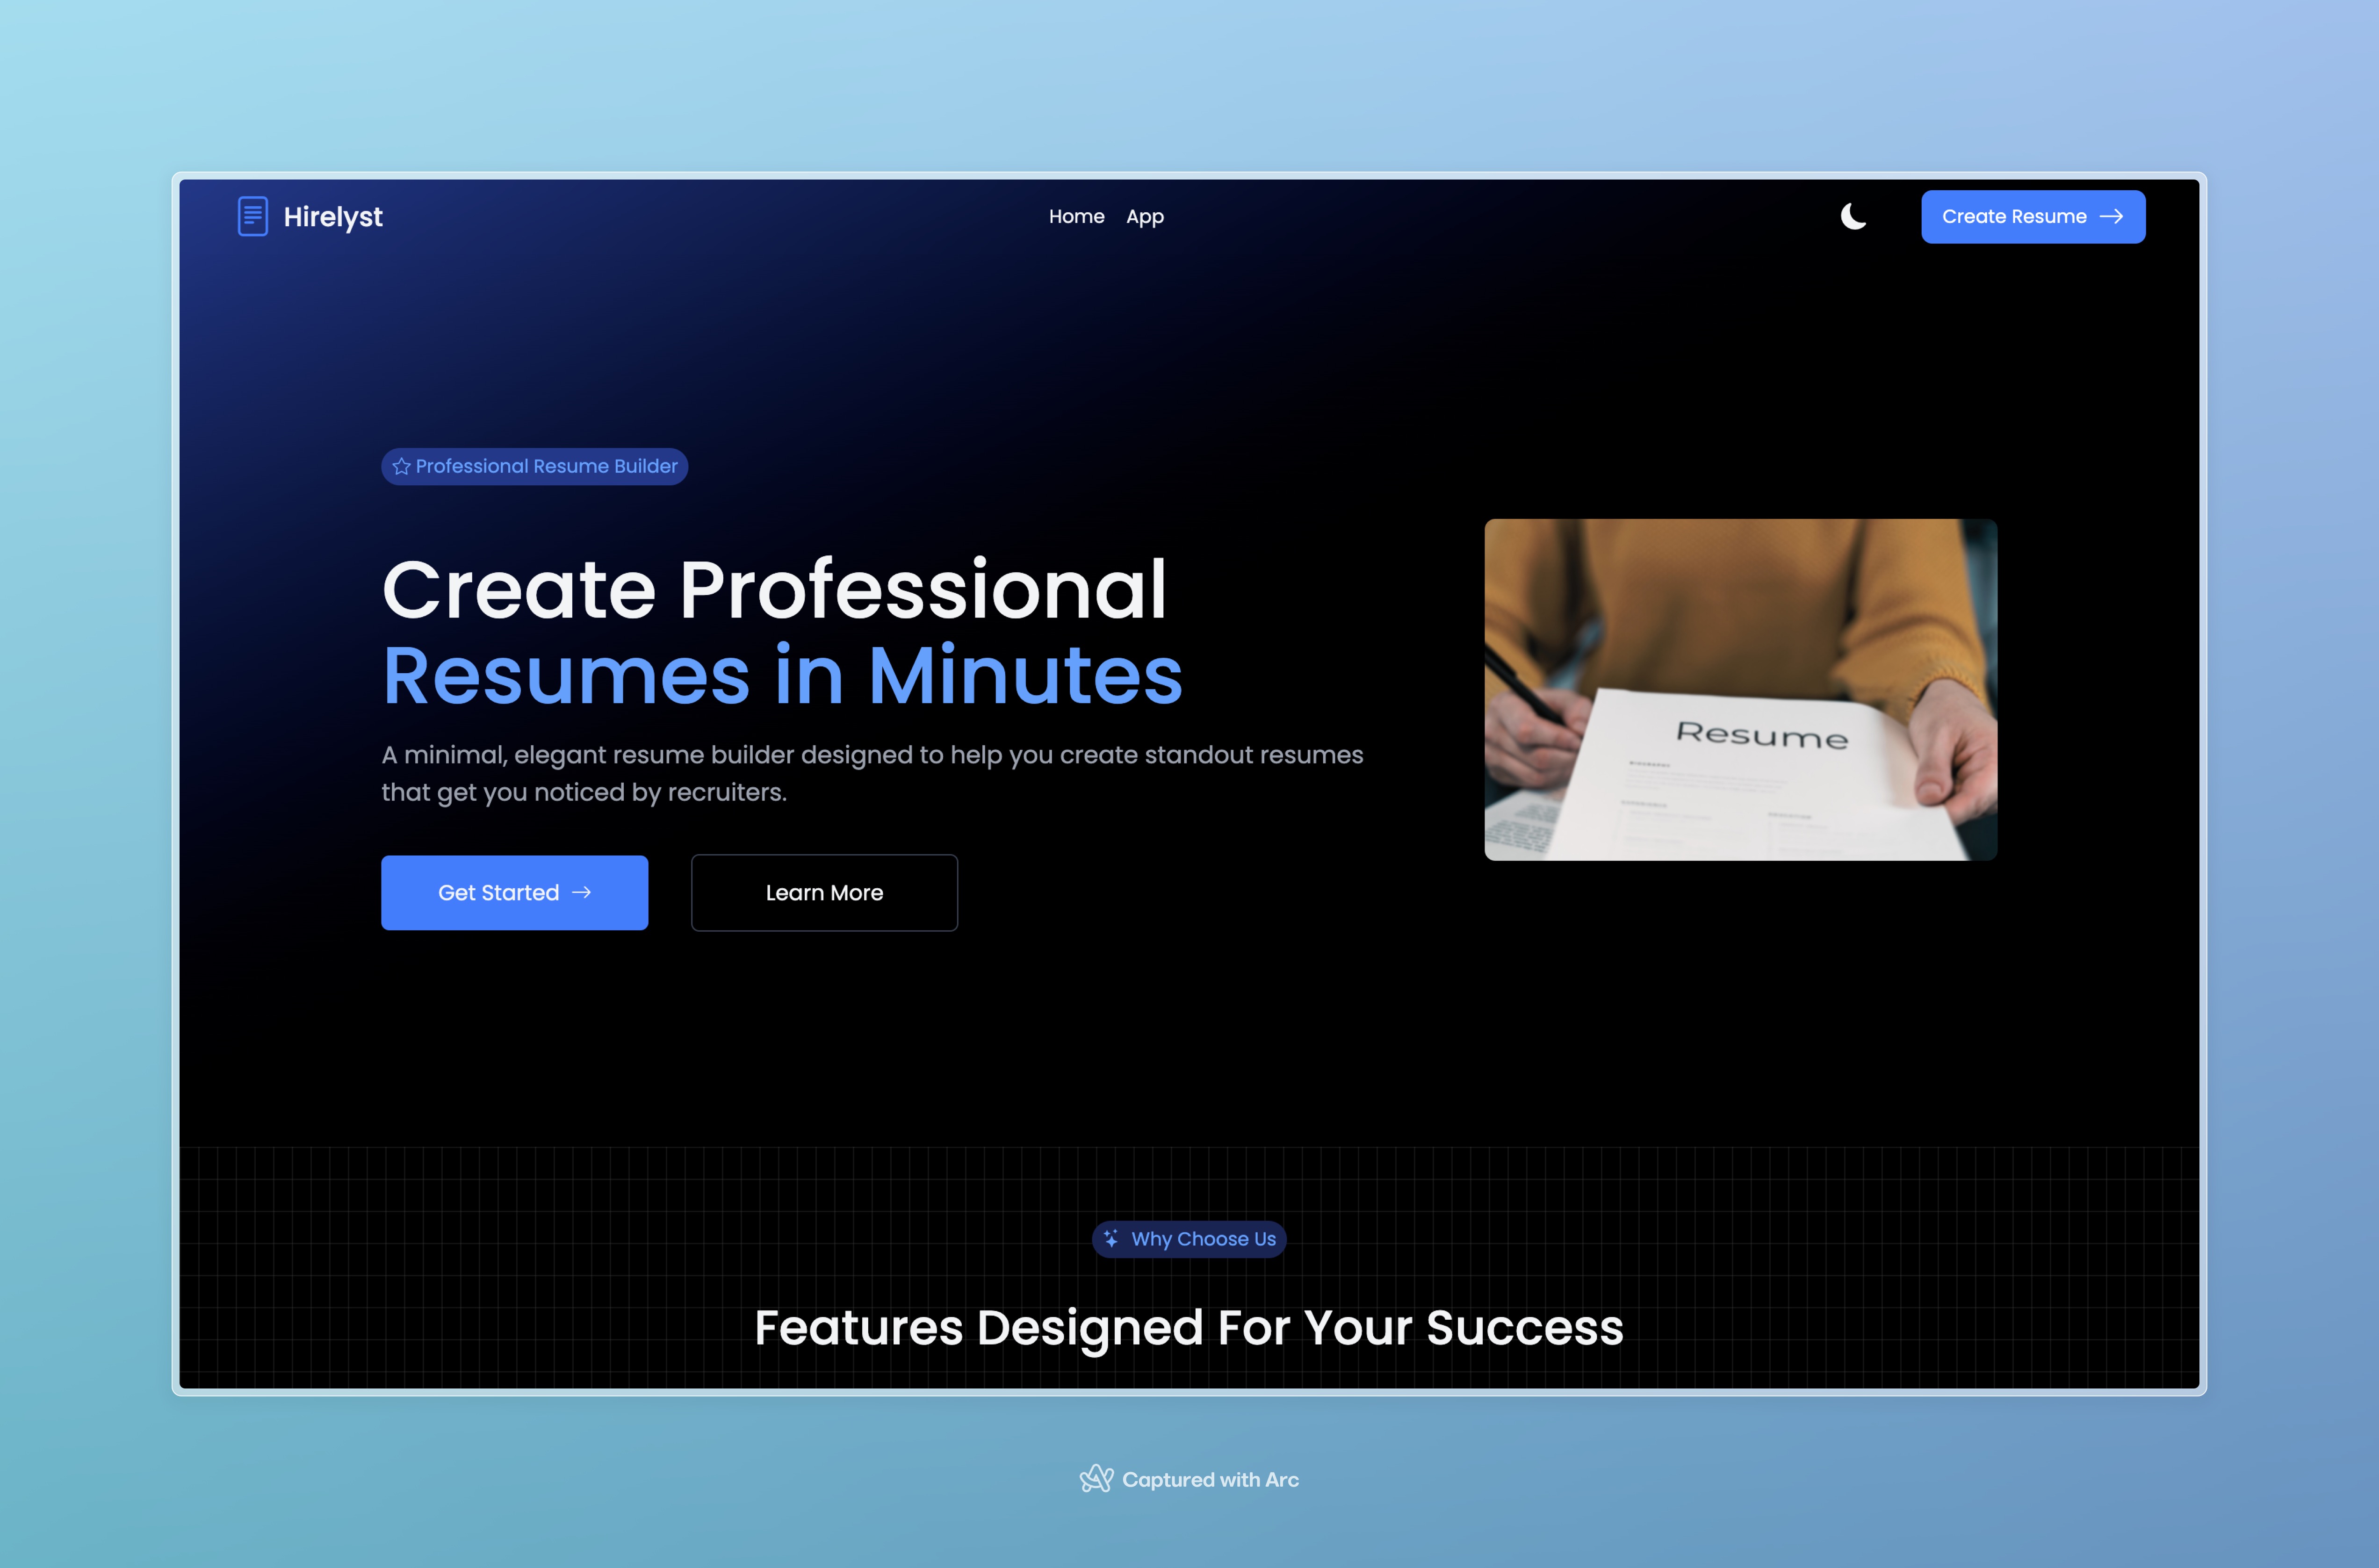 Hirelyst
Home
App
Create Resume
Professional Resume Builder
Create Professional
Resumes in Minutes
A minimal, elegant resume builder designed to help you create standout resumes
that get you noticed by recruiters.
Get Started
Learn More
Resume
Why Choose Us
Features Designed For Your Success
Captured with Arc